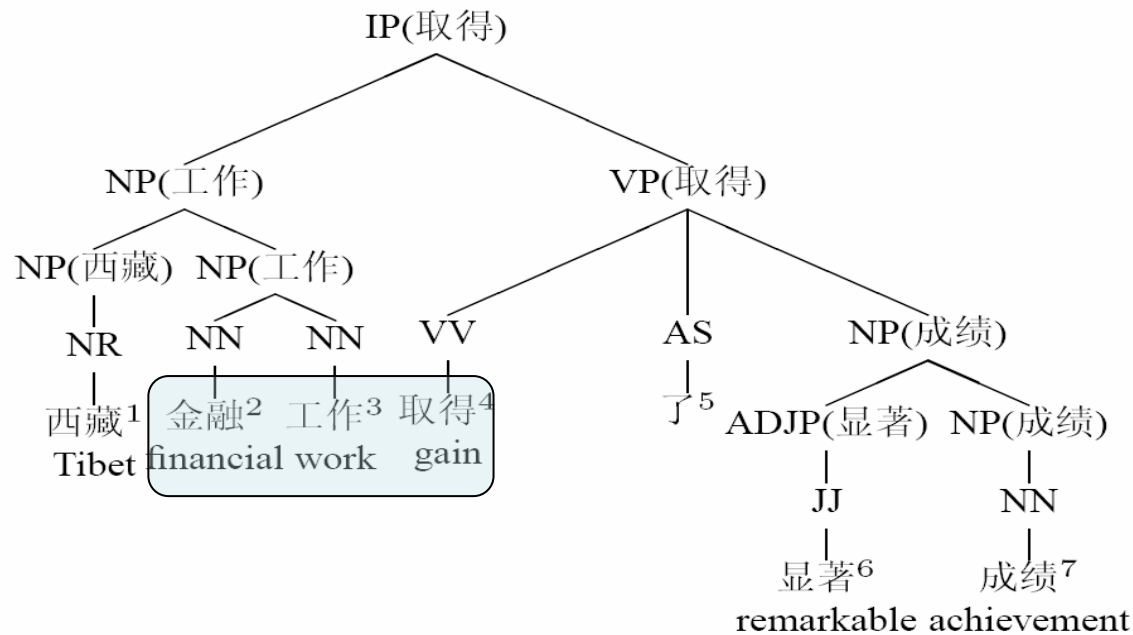 IP(取得)
NP(工作) VP(取得)
NP(西藏) NP(工作)
NR NN NN VV AS NP(成绩)
西藏1 金融2 工作3 取得4 了5 ADJP(显著) NP(成绩)
Tibet financial work gain
JJ NN
显著6 成绩7
remarkable achievement